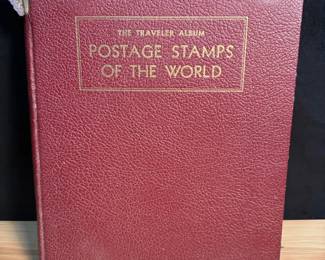 THE TRAVELER ALBUM
POSTAGE STAMPS
OF THE WORLD